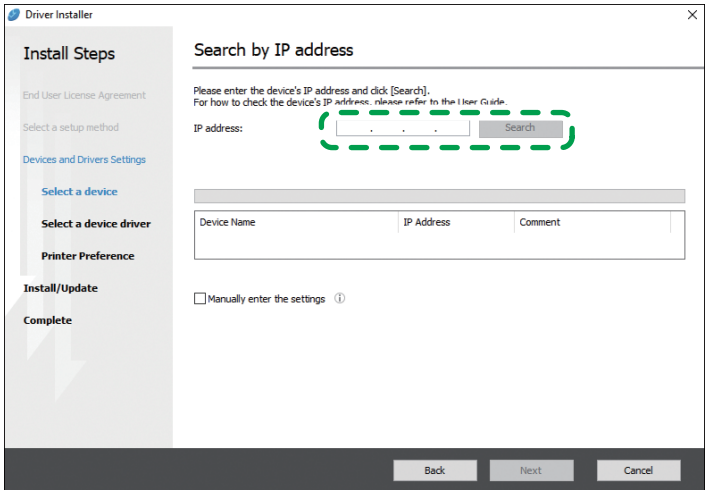 Driver Installer
Install Steps
End User License Agreement
Select a setup method
Devices and Drivers Settings
Select a device
Select a device driver
Printer Preference
Install/Update
Complete
Search by IP address
Please enter the device's IP address and click [Search].
For how to check the device's IP address, please refer to the User Guide.
IP address: . . . Search
Device Name IP Address Comment
Manually enter the settings
Back Next Cancel